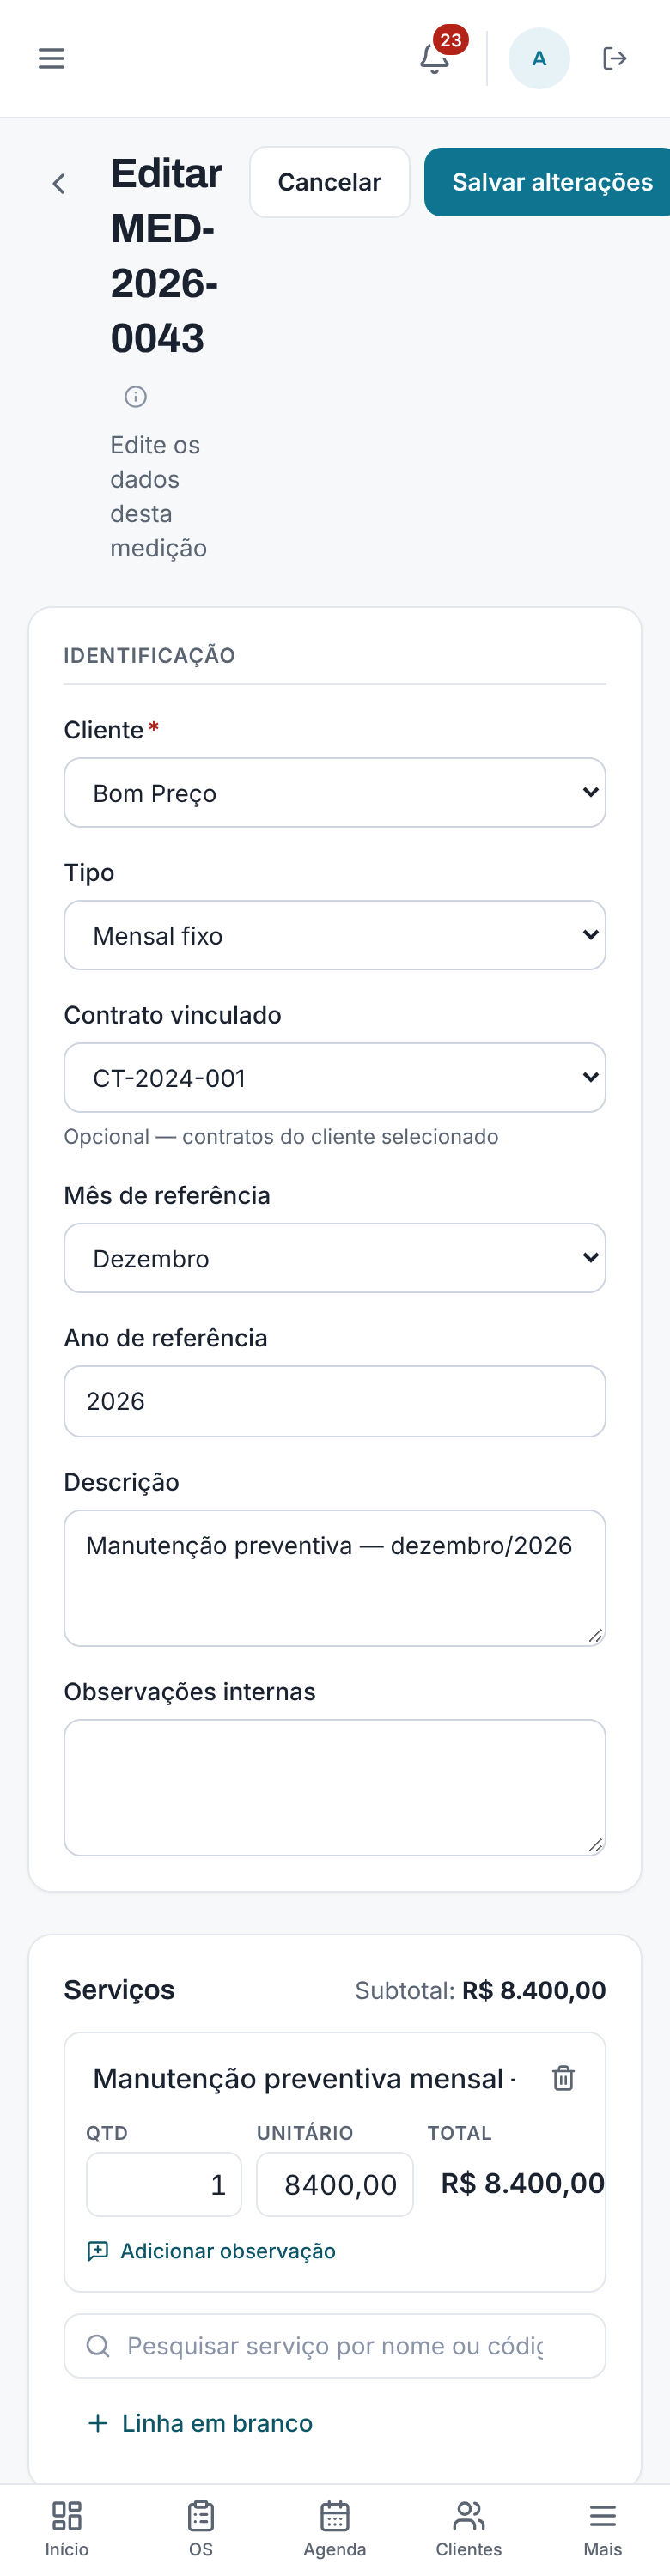 23
A
Editar
MED-
2026-
0043
Cancelar
Salvar alterações
Edite os
dados
desta
medição
IDENTIFICAÇÃO
Cliente*
Bom Preço
Tipo
Mensal fixo
Contrato vinculado
CT-2024-001
Opcional — contratos do cliente selecionado
Mês de referência
Dezembro
Ano de referência
2026
Descrição
Manutenção preventiva — dezembro/2026
Observações internas
Serviços
Subtotal: R$ 8.400,00
Manutenção preventiva mensal -
QTD UNITÁRIO TOTAL
1 8400,00 R$ 8.400,00
Adicionar observação
Pesquisar serviço por nome ou
Linha em branco
Início OS Agenda Clientes Mais